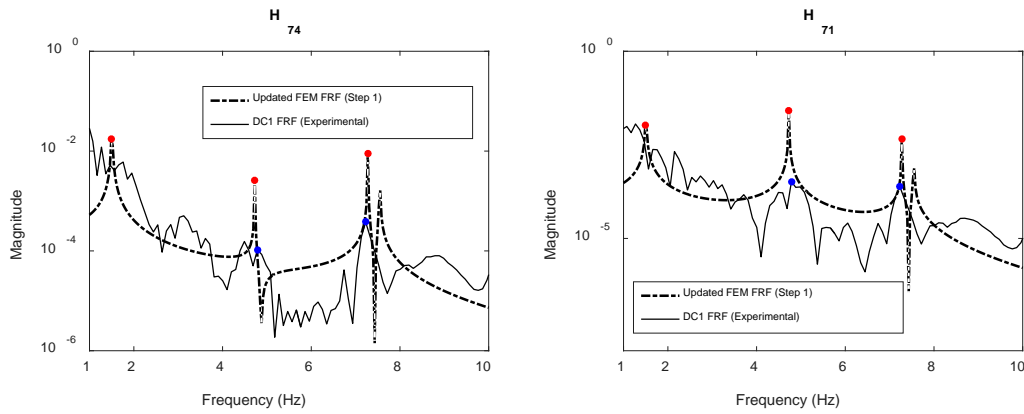 H
74
10 0
10 -2
10 -4
10 -6
Magnitude
Updated FEM FRF (Step 1)
DC1 FRF (Experimental)
1 2 4 6 8 10
Frequency (Hz)
H
71
10 0
10 -5
Magnitude
Updated FEM FRF (Step 1)
DC1 FRF (Experimental)
1 2 4 6 8 10
Frequency (Hz)